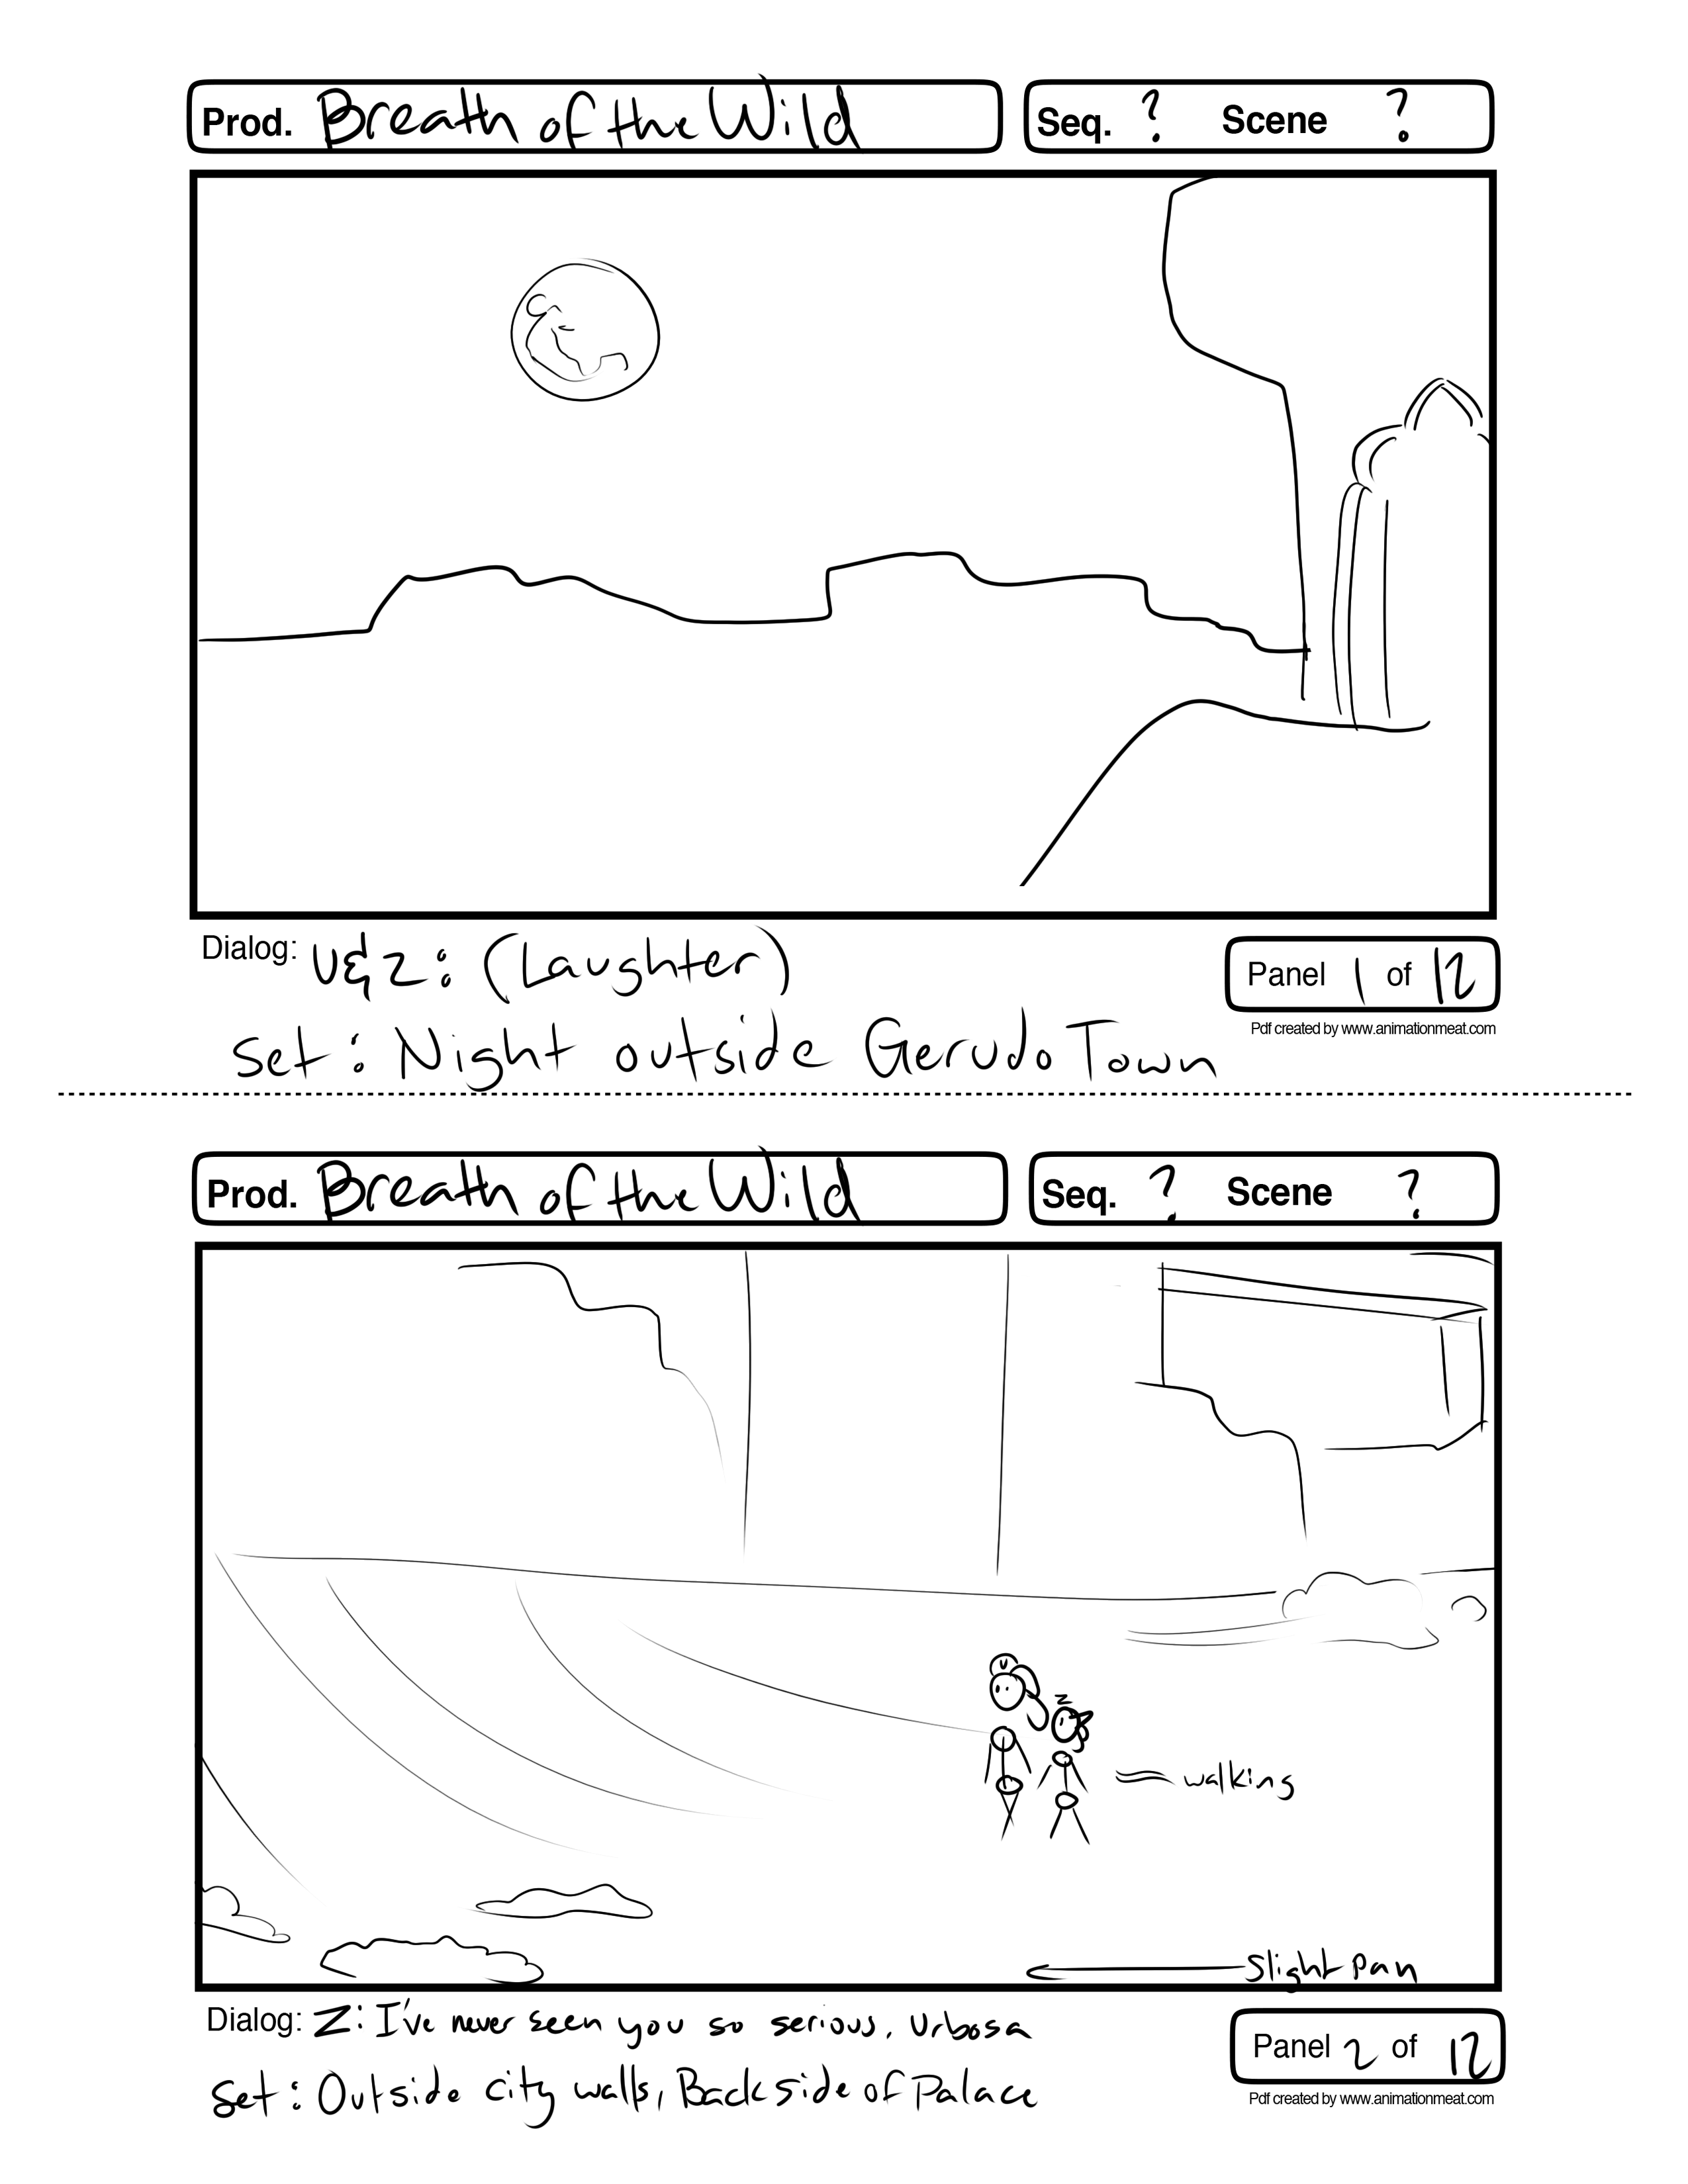 Prod. Breath of the Wild
Seq. ? Scene ?
Dialog: U&Z: (Laughter)
Panel 1 of 12
Pdf created by www.animationmeat.com
Set: Night outside Gerudo Town
Prod. Breath of the Wild
Seq. ? Scene ?
U
Z
walking
Slight Pan
Dialog: Z: I've never seen you so serious, Urbosa
Panel 2 of 12
Set: Outside city walls, Backside of Palace
Pdf created by www.animationmeat.com